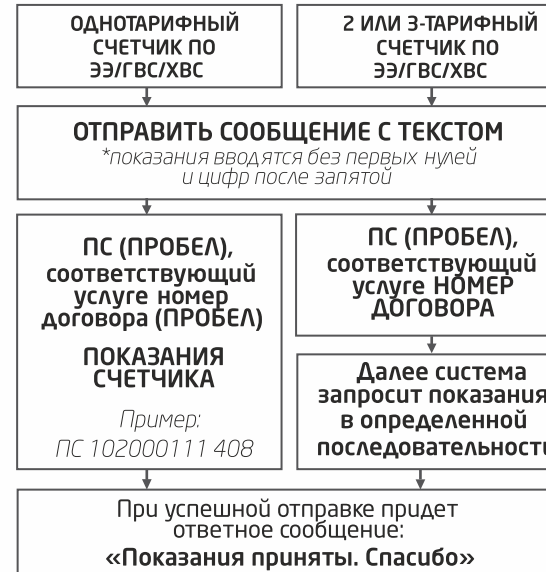 ОДНОТАРИФНЫЙ
СЧЕТЧИК ПО
ЭЭ/ГВС/ХВС
2 ИЛИ 3-ТАРИФНЫЙ
СЧЕТЧИК ПО
ЭЭ/ГВС/ХВС
ОТПРАВИТЬ СООБЩЕНИЕ С ТЕКСТОМ
*показания вводятся без первых нулей
и цифр после запятой
ПС (ПРОБЕЛ),
соответствующий
услуге номер
договора (ПРОБЕЛ)
ПОКАЗАНИЯ
СЧЕТЧИКА
Пример:
ПС 102000111 408
ПС (ПРОБЕЛ),
соответствующий
услуге НОМЕР
ДОГОВОРА
Далее система
запросит показания
в определенной
последовательности
При успешной отправке придет
ответное сообщение:
«Показания приняты. Спасибо»